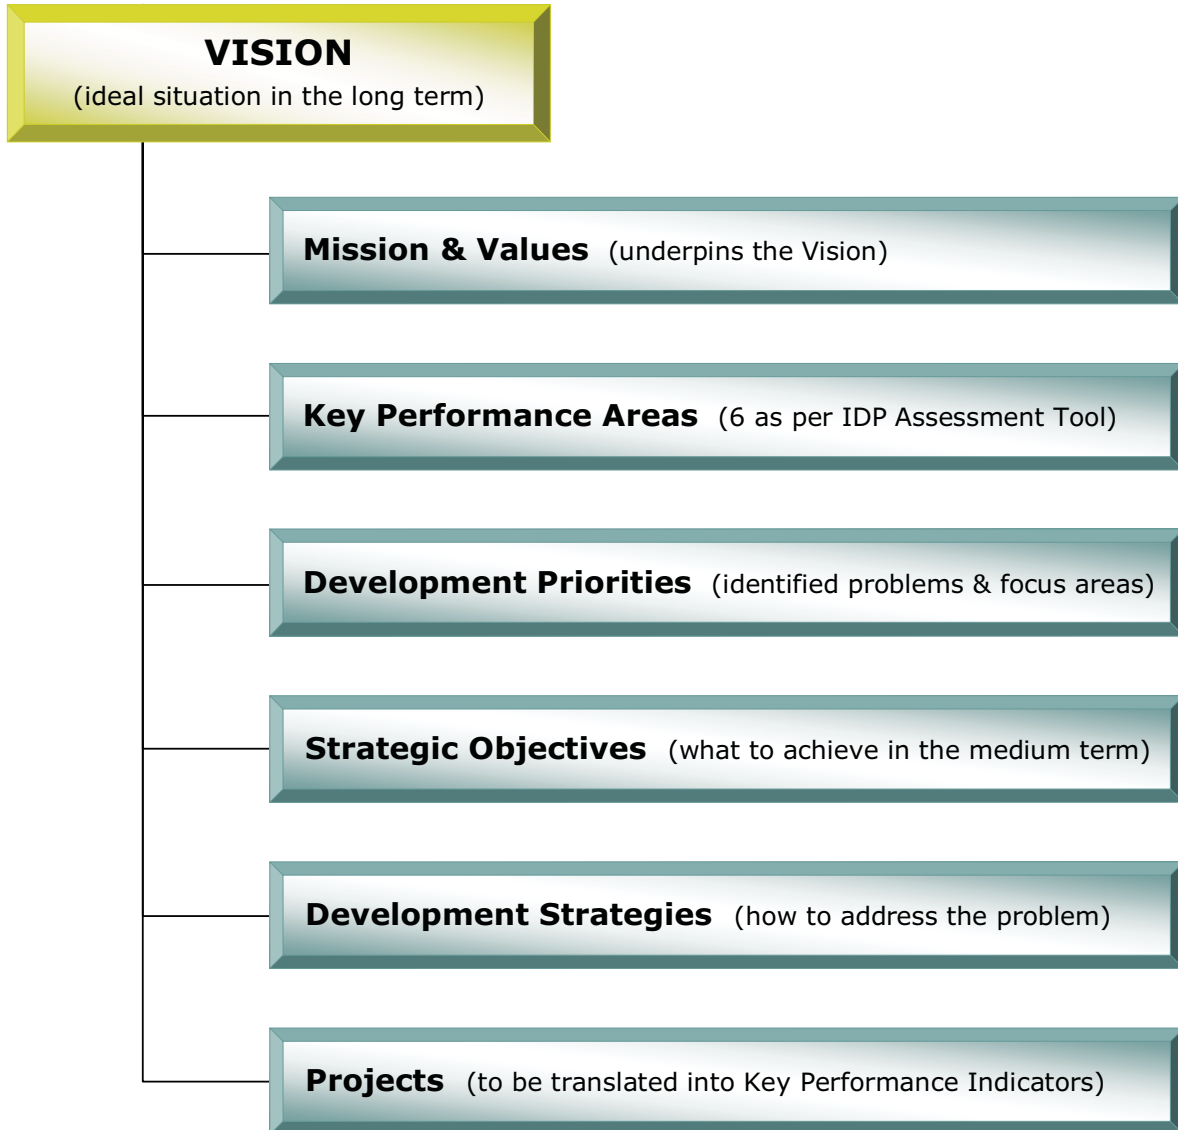 VISION
(ideal situation in the long term)
Mission & Values (underpins the Vision)
Key Performance Areas (6 as per IDP Assessment Tool)
Development Priorities (identified problems & focus areas)
Strategic Objectives (what to achieve in the medium term)
Development Strategies (how to address the problem)
Projects (to be translated into Key Performance Indicators)